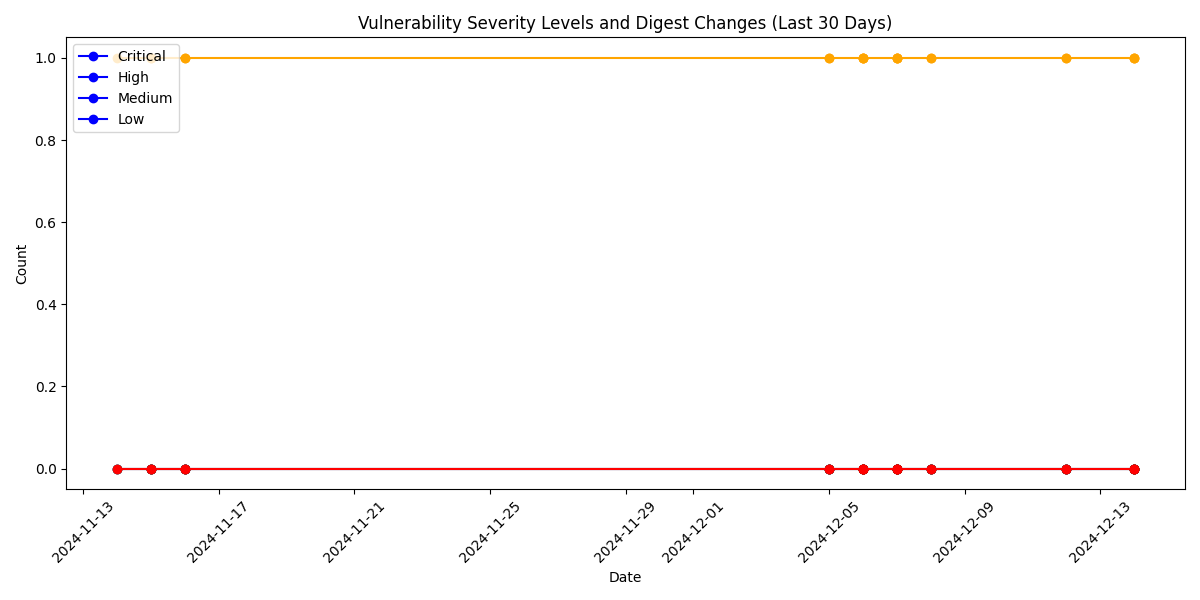 Vulnerability Severity Levels and Digest Changes (Last 30 Days)
Critical
High
Medium
Low
1.0
0.8
0.6
0.4
0.2
0.0
Count
2024-11-13
2024-11-17
2024-11-21
2024-11-25
2024-11-29
2024-12-01
2024-12-05
2024-12-09
2024-12-13
Date